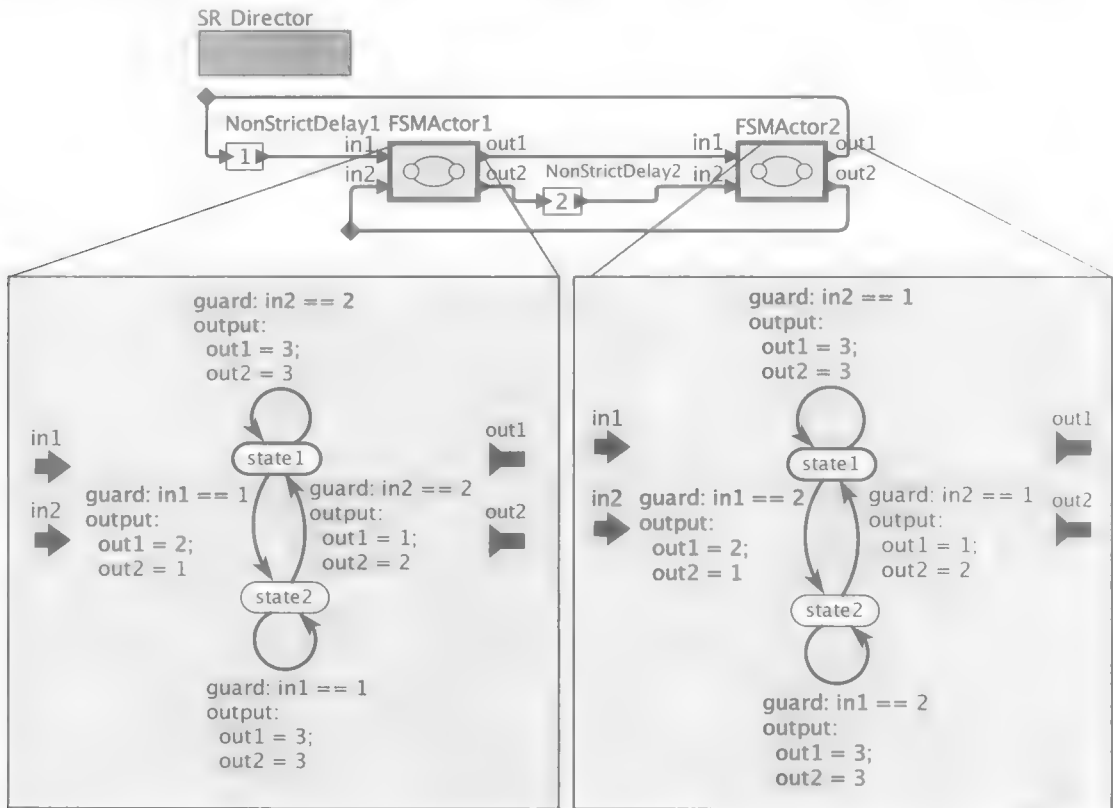 SR Director
NonStrictDelay1
FSMActor1
FSMActor2
in1
out1
in1
out1
1
in2
out2
NonStrictDelay2
in2
out2
2
guard: in2 == 2
output:
out1 = 3;
out2 = 3
in1
out1
state1
guard: in1 == 1
output:
out1 = 2;
out2 = 1
guard: in2 == 2
output:
out1 = 1;
out2 = 2
in2
out2
state2
guard: in1 == 1
output:
out1 = 3;
out2 = 3
guard: in2 == 1
output:
out1 = 3;
out2 = 3
in1
out1
state1
in2
guard: in1 == 2
output:
out1 = 2;
out2 = 1
guard: in2 == 1
output:
out1 = 1;
out2 = 2
out2
state2
guard: in1 == 2
output:
out1 = 3;
out2 = 3